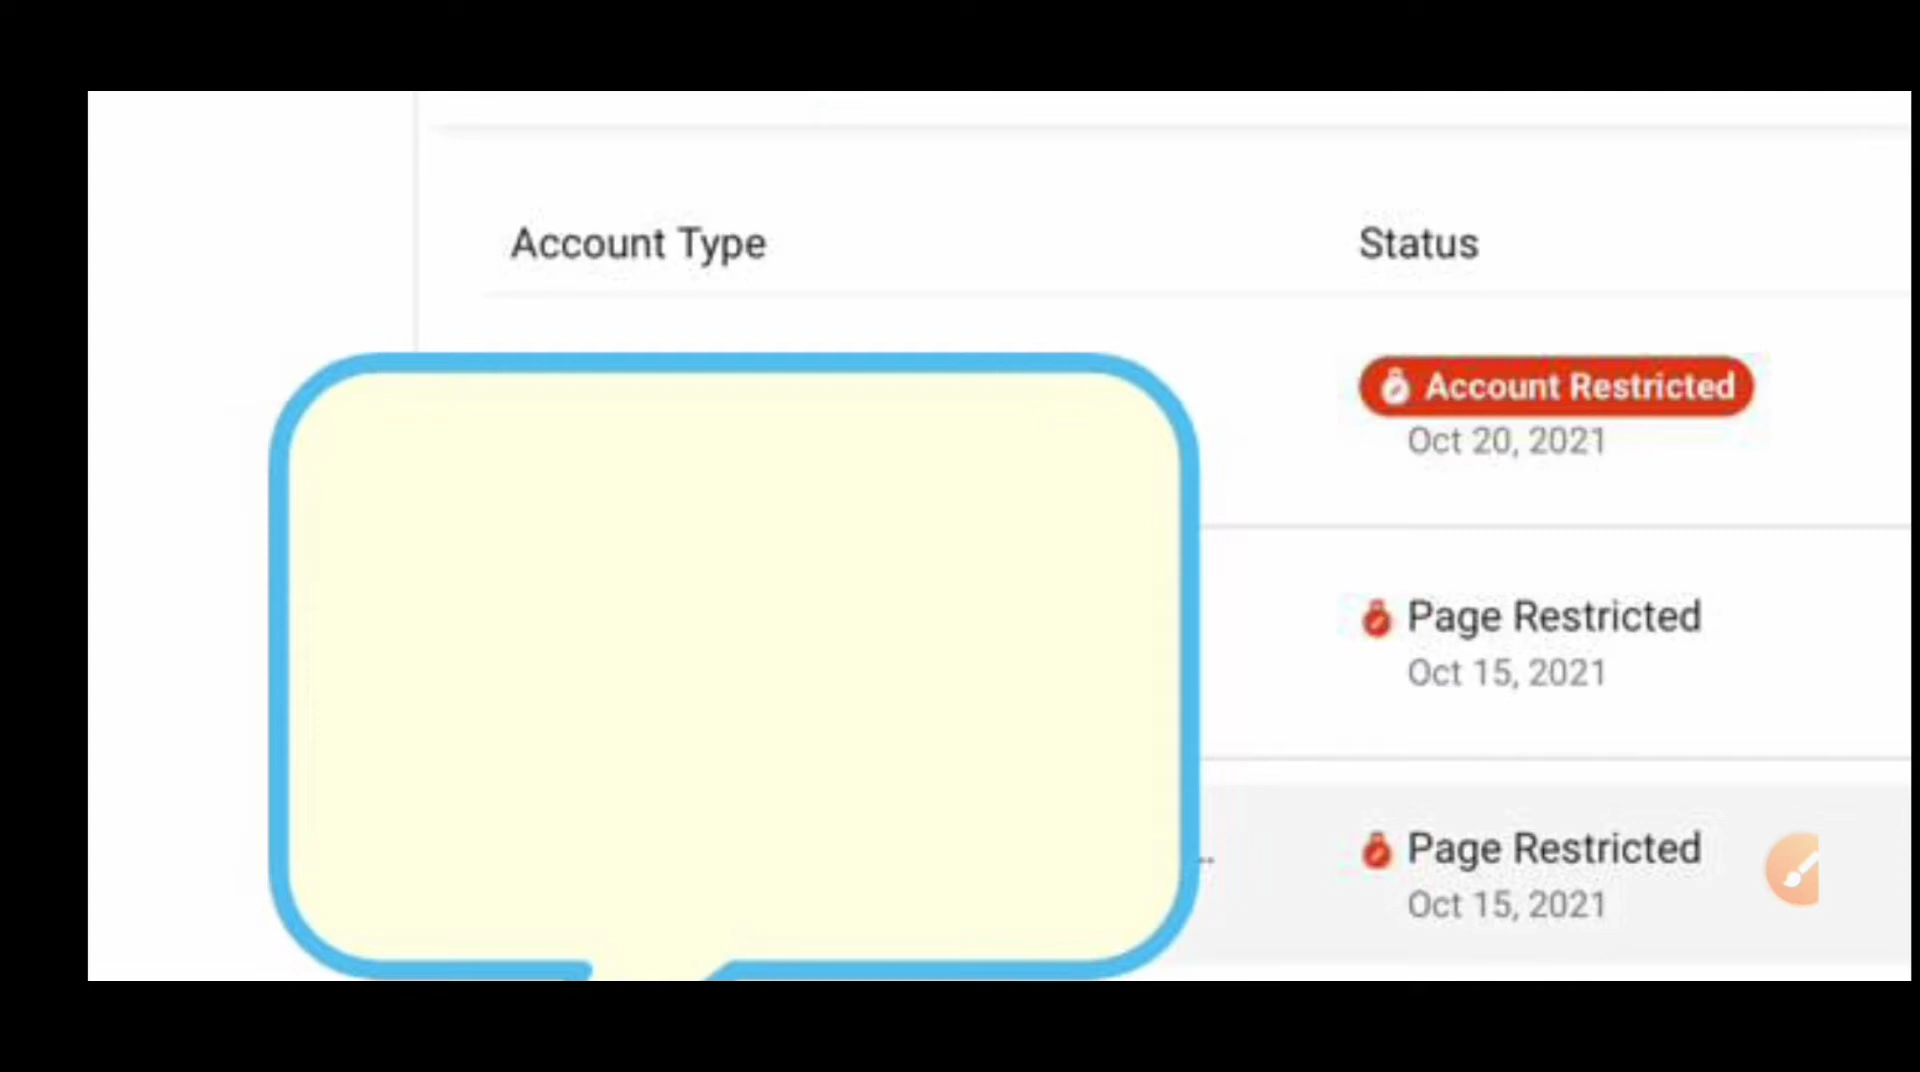 Account Type
Status
Account Restricted
Oct 20, 2021
Page Restricted
Oct 15, 2021
Page Restricted
Oct 15, 2021